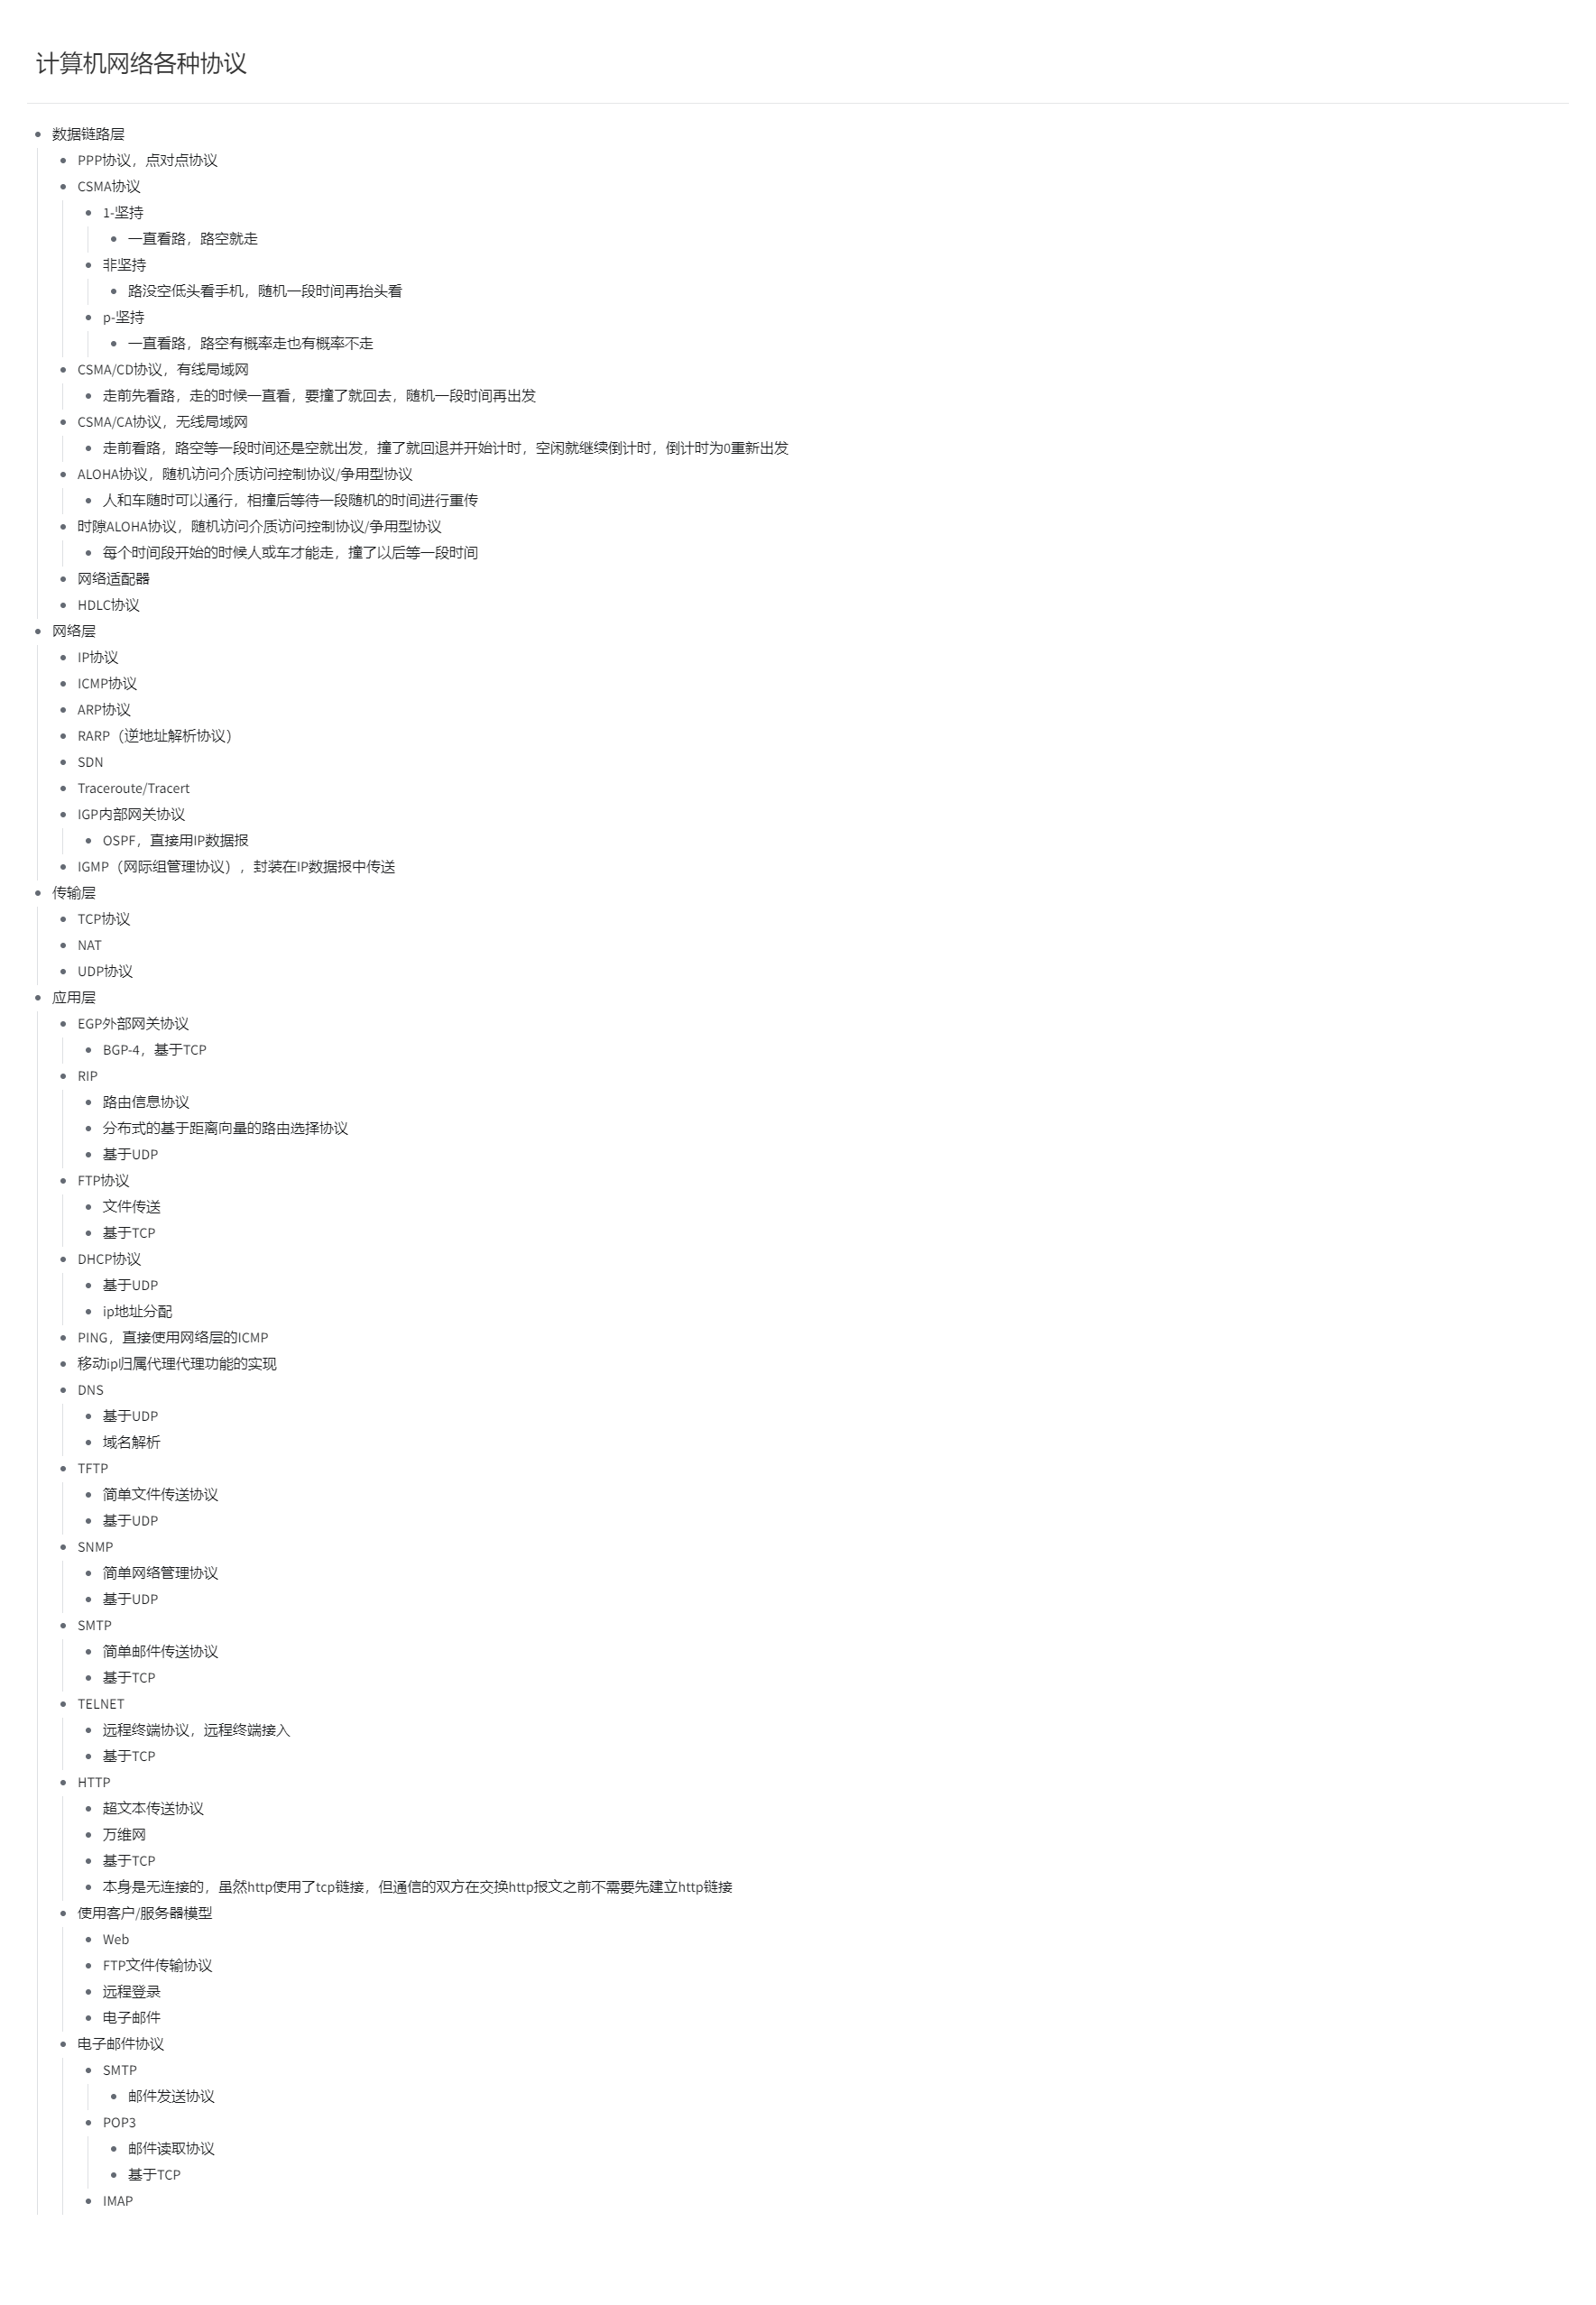 计算机网络各种协议
数据链路层
PPP协议，点对点协议
CSMA协议
1-坚持
一直看路，路空就走
非坚持
路没空低头看手机，随机一段时间再抬头看
p-坚持
一直看路，路空有概率走也有概率不走
CSMA/CD协议，有线局域网
走前先看路，走的时候一直看，要撞了就回去，随机一段时间再出发
CSMA/CA协议，无线局域网
走前看路，路空等一段时间还是空就出发，撞了就回退并开始计时，空闲就继续倒计时，倒计时为0重新出发
ALOHA协议，随机访问介质访问控制协议/争用型协议
人和车随时可以通行，相撞后等待一段随机的时间进行重传
时隙ALOHA协议，随机访问介质访问控制协议/争用型协议
每个时间段开始的时候人或车才能走，撞了以后等一段时间
网络适配器
HDLC协议
网络层
IP协议
ICMP协议
ARP协议
RARP（逆地址解析协议）
SDN
Traceroute/Tracert
IGP内部网关协议
OSPF，直接用IP数据报
IGMP（网际组管理协议），封装在IP数据报中传送
传输层
TCP协议
NAT
UDP协议
应用层
EGP外部网关协议
BGP-4，基于TCP
RIP
路由信息协议
分布式的基于距离向量的路由选择协议
基于UDP
FTP协议
文件传送
基于TCP
DHCP协议
基于UDP
ip地址分配
PING，直接使用网络层的ICMP
移动ip归属代理代理功能的实现
DNS
基于UDP
域名解析
TFTP
简单文件传送协议
基于UDP
SNMP
简单网络管理协议
基于UDP
SMTP
简单邮件传送协议
基于TCP
TELNET
远程终端协议，远程终端接入
基于TCP
HTTP
超文本传送协议
万维网
基于TCP
本身是无连接的，虽然http使用了tcp链接，但通信的双方在交换http报文之前不需要先建立http链接
使用客户/服务器模型
Web
FTP文件传输协议
远程登录
电子邮件
电子邮件协议
SMTP
邮件发送协议
POP3
邮件读取协议
基于TCP
IMAP